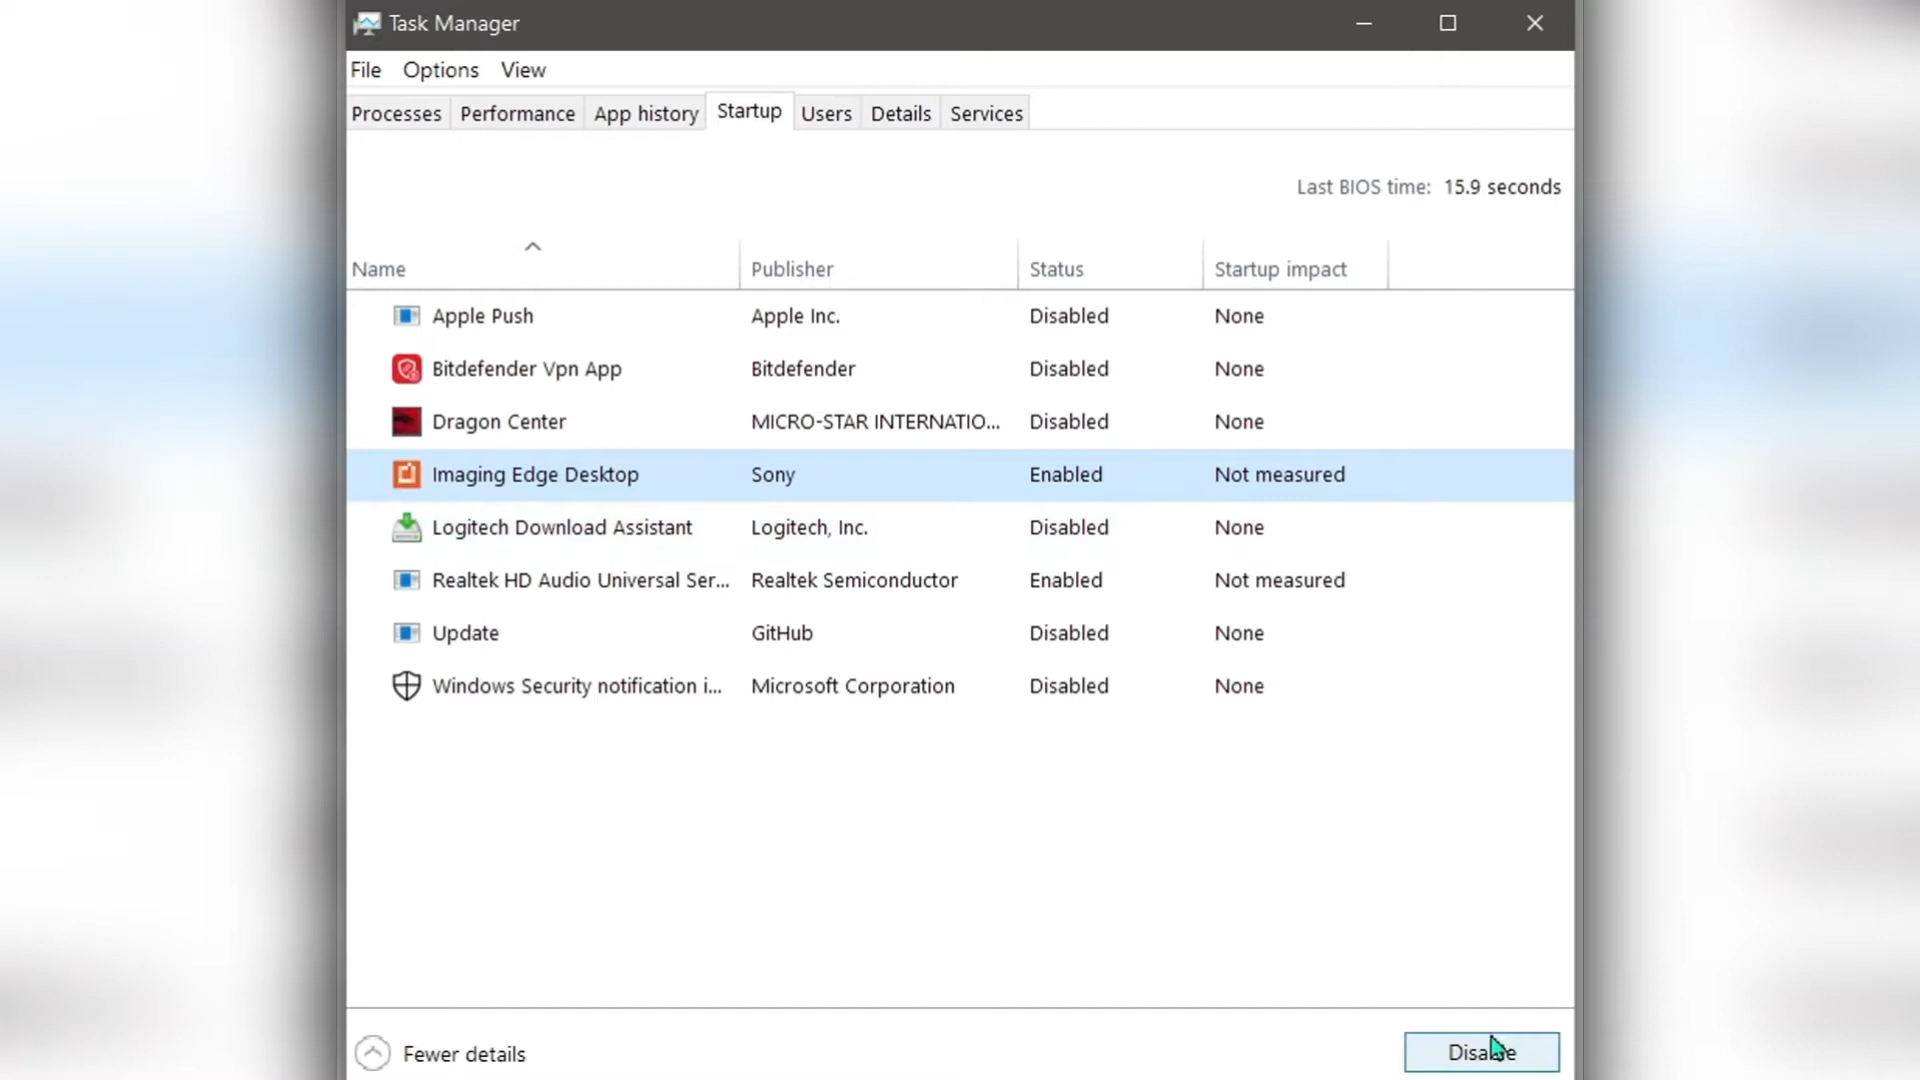 Task Manager
File Options View
Processes Performance App history Startup Users Details Services
Last BIOS time: 15.9 seconds
Name Publisher Status Startup impact
Apple Push Apple Inc. Disabled None
Bitdefender Vpn App Bitdefender Disabled None
Dragon Center MICRO-STAR INTERNATIO... Disabled None
Imaging Edge Desktop Sony Enabled Not measured
Logitech Download Assistant Logitech, Inc. Disabled None
Realtek HD Audio Universal Ser... Realtek Semiconductor Enabled Not measured
Update GitHub Disabled None
Windows Security notification i... Microsoft Corporation Disabled None
Fewer details Disable